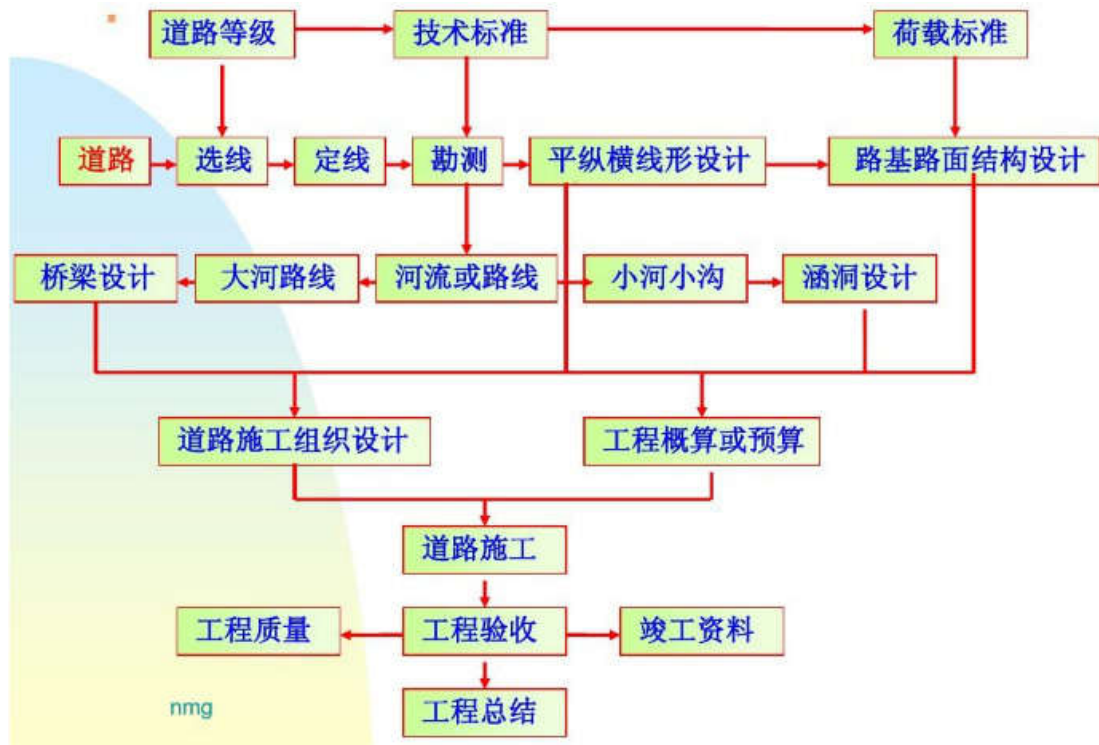 道路等级 技术标准 荷载标准
道路 选线 定线 勘测 平纵横线形设计 路基路面结构设计
桥梁设计 大河路线 河流或路线 小河小沟 涵洞设计
道路施工组织设计 工程概算或预算
道路施工
工程质量 工程验收 竣工资料
工程总结
nmg